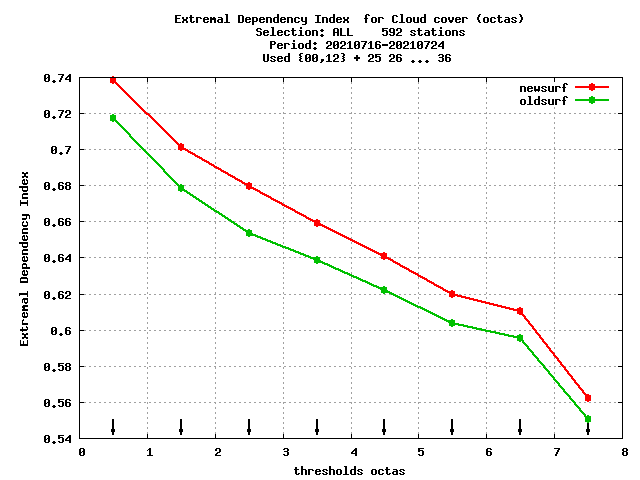 Extremal Dependency Index  for Cloud cover (octas)
Selection: ALL    592 stations
Period: 20210716-20210724
Used {00,12} + 25 26 ... 36
newsurf
oldsurf
Extremal Dependency Index
0.74
0.72
0.7
0.68
0.66
0.64
0.62
0.6
0.58
0.56
0.54
0 1 2 3 4 5 6 7 8
thresholds octas